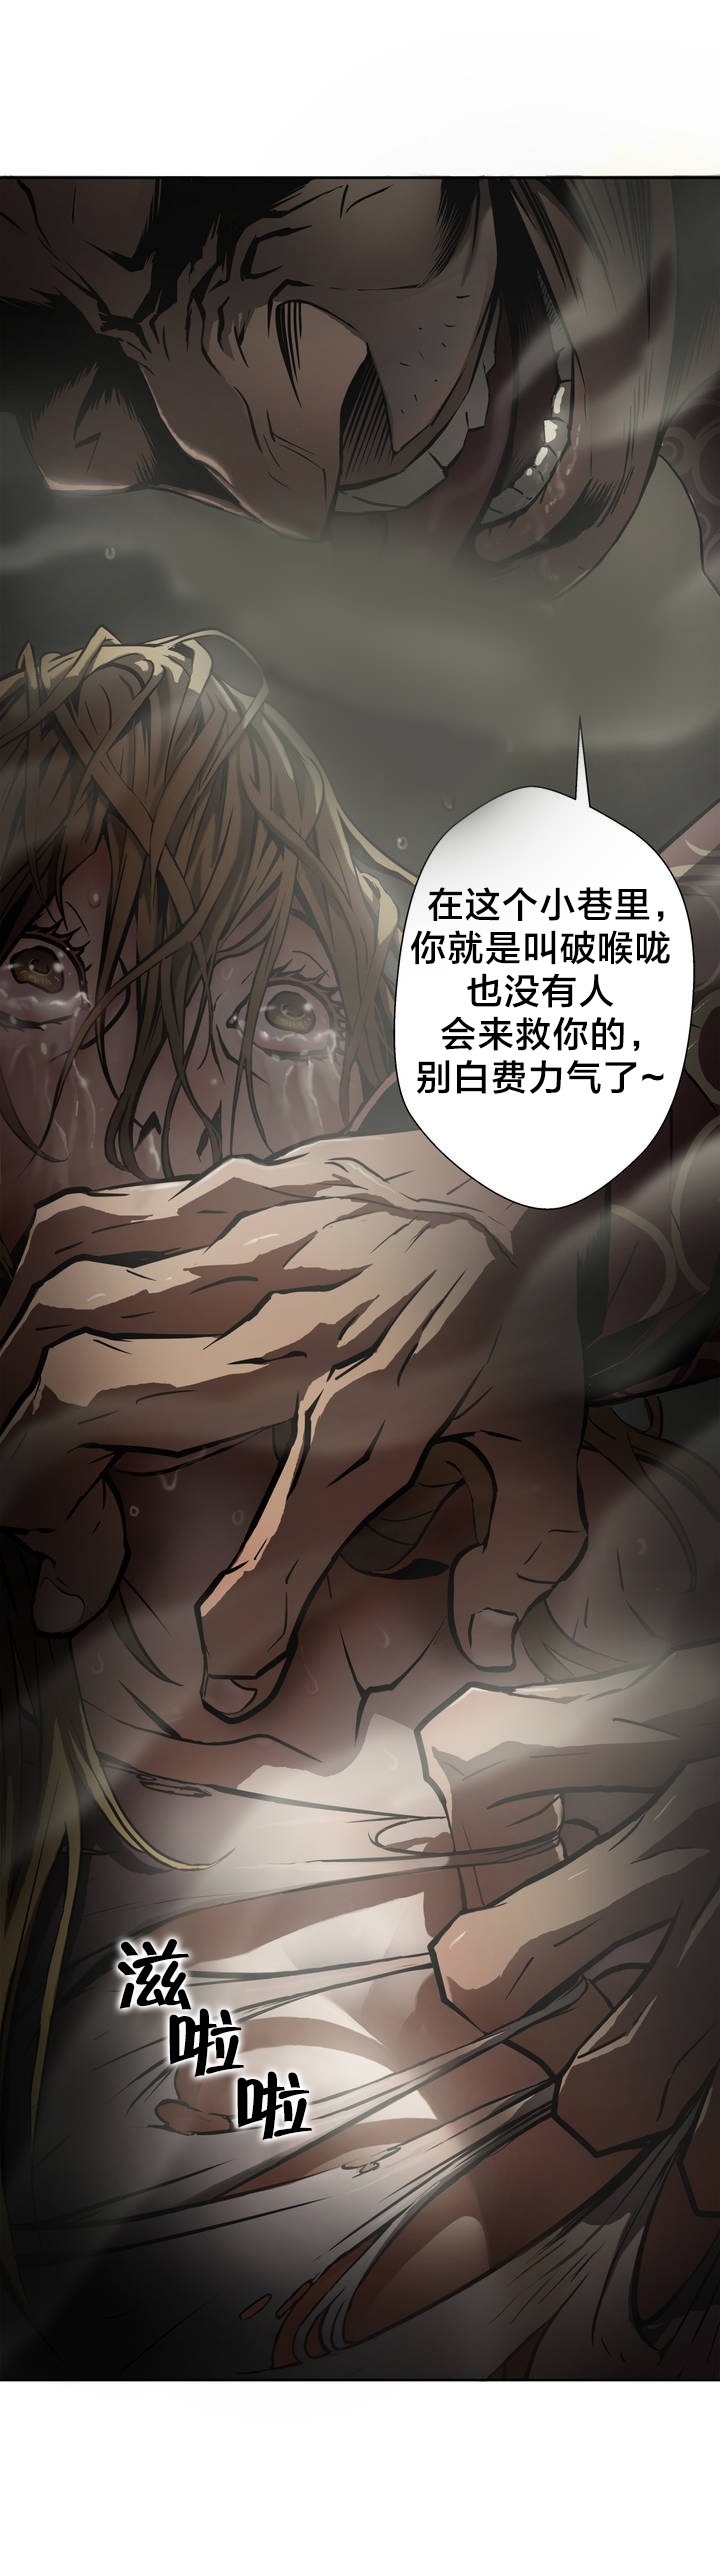 在这个小巷里，
你就是叫破喉咙
也没有人
会来救你的，
别白费力气了~
滋
啦
啦